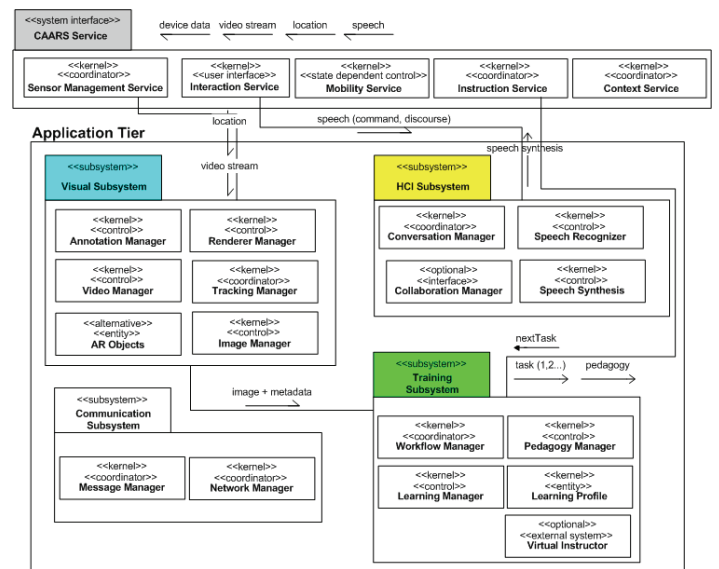 <<system interface>>
CAARS Service
device data
video stream
location
speech
<<kernel>>
<<coordinator>>
Sensor Management Service
<<kernel>>
<<user interface>>
Interaction Service
<<kernel>>
<<state dependent control>>
Mobility Service
<<kernel>>
<<coordinator>>
Instruction Service
<<kernel>>
<<coordinator>>
Context Service
location
speech (command, discourse)
Application Tier
video stream
speech synthesis
<<subsystem>>
Visual Subsystem
<<kernel>>
<<control>>
Annotation Manager
<<kernel>>
<<control>>
Renderer Manager
<<kernel>>
<<control>>
Video Manager
<<kernel>>
<<coordinator>>
Tracking Manager
<<alternative>>
<<entity>>
AR Objects
<<kernel>>
<<control>>
Image Manager
<<subsystem>>
HCI Subsystem
<<kernel>>
<<coordinator>>
Conversation Manager
<<kernel>>
<<control>>
Speech Recognizer
<<optional>>
<<interface>>
Collaboration Manager
<<kernel>>
<<control>>
Speech Synthesis
nextTask
task (1,2...)
pedagogy
image + metadata
<<subsystem>>
Communication
Subsystem
<<kernel>>
<<coordinator>>
Message Manager
<<kernel>>
<<coordinator>>
Network Manager
<<subsystem>>
Training
Subsystem
<<kernel>>
<<coordinator>>
Workflow Manager
<<kernel>>
<<control>>
Pedagogy Manager
<<kernel>>
<<control>>
Learning Manager
<<kernel>>
<<entity>>
Learning Profile
<<optional>>
<<external system>>
Virtual Instructor